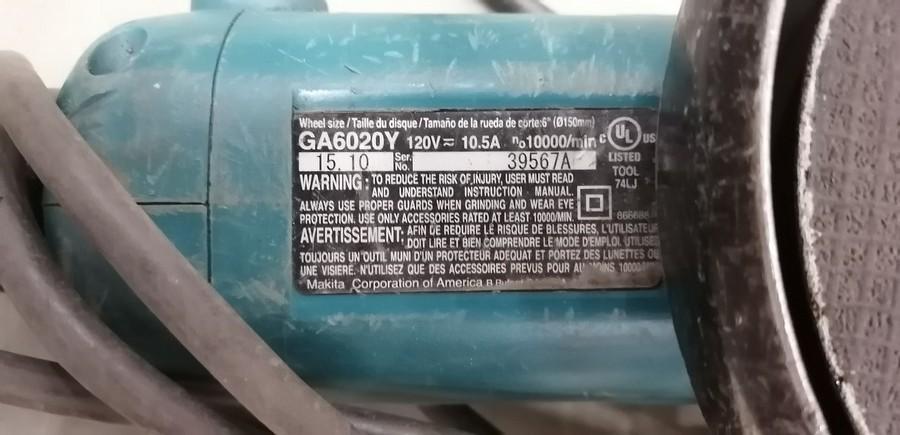 Wheel size / Taille du disque / Tamaño de la rueda de corte:6" (Ø150mm)
GA6020Y 120V 10.5A n₀10000/min
c UL US
LISTED
TOOL
74LJ
15. 10 Ser. No. 39567A
WARNING: TO REDUCE THE RISK OF INJURY, USER MUST READ
AND UNDERSTAND INSTRUCTION MANUAL.
ALWAYS USE PROPER GUARDS WHEN GRINDING AND WEAR EYE
PROTECTION. USE ONLY ACCESSORIES RATED AT LEAST 10000/MIN.
AVERTISSEMENT: AFIN DE REDUIRE LE RISQUE DE BLESSURES, L'UTILISATEUR
DOIT LIRE ET BIEN COMPRENDRE LE MODE D'EMPLOI. UTILISEZ
TOUJOURS UN OUTIL MUNI D'UN PROTECTEUR ADEQUAT ET PORTEZ DES LUNETTES OU
UNE VISIERE. N'UTILISEZ QUE DES ACCESSOIRES PREVUS POUR AU MOINS 10000
Makita Corporation of America